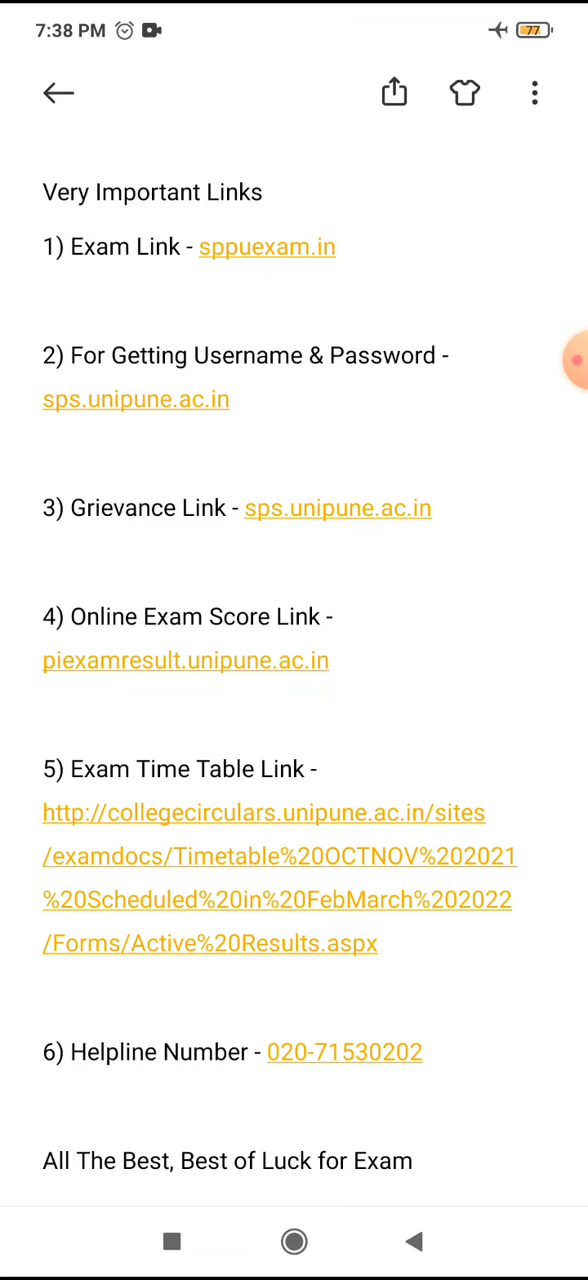 7:38 PM
77
Very Important Links
1) Exam Link - sppuexam.in
2) For Getting Username & Password -
sps.unipune.ac.in
3) Grievance Link - sps.unipune.ac.in
4) Online Exam Score Link -
piexamresult.unipune.ac.in
5) Exam Time Table Link -
http://collegecirculars.unipune.ac.in/sites
/examdocs/Timetable%20OCTNOV%202021
%20Scheduled%20in%20FebMarch%202022
/Forms/Active%20Results.aspx
6) Helpline Number - 020-71530202
All The Best, Best of Luck for Exam